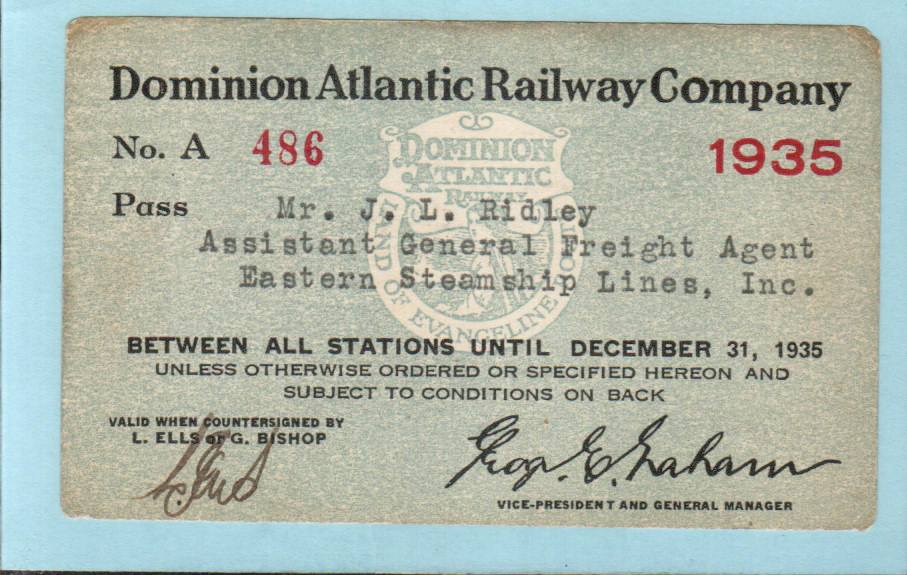 Dominion Atlantic Railway Company
No. A 486 1935
DOMINION
ATLANTIC
RAILWAY
LAND OF EVANGELINE ROUTE
Pass Mr. J. L. Ridley
Assistant General Freight Agent
Eastern Steamship Lines, Inc.
BETWEEN ALL STATIONS UNTIL DECEMBER 31, 1935
UNLESS OTHERWISE ORDERED OR SPECIFIED HEREON AND
SUBJECT TO CONDITIONS ON BACK
VALID WHEN COUNTERSIGNED BY
L. ELLS or G. BISHOP
L Ells
Geo. E. Graham
VICE-PRESIDENT AND GENERAL MANAGER